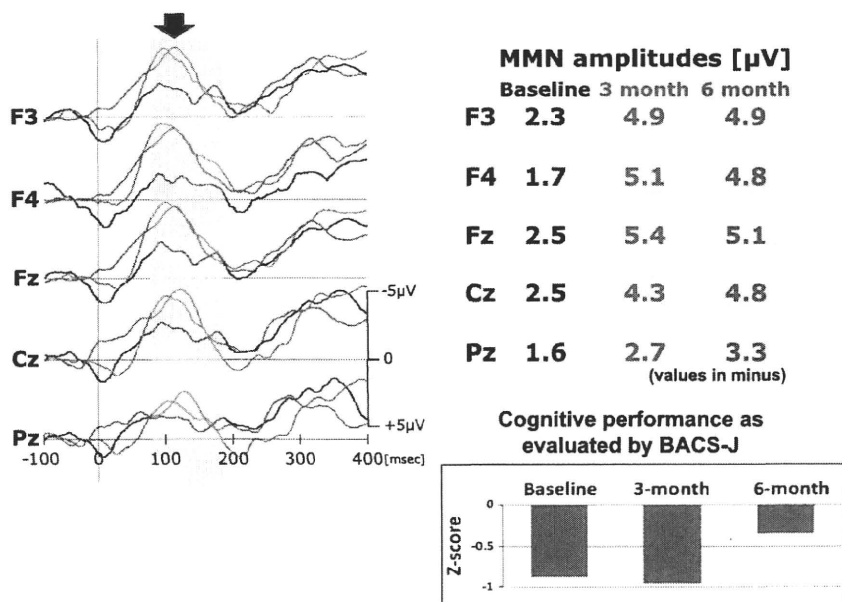 F3
F4
Fz
Cz
Pz
-5μV
0
+5μV
-100 0 100 200 300 400[msec]
MMN amplitudes [μV]
Baseline 3 month 6 month
F3 2.3 4.9 4.9
F4 1.7 5.1 4.8
Fz 2.5 5.4 5.1
Cz 2.5 4.3 4.8
Pz 1.6 2.7 3.3
(values in minus)
Cognitive performance as
evaluated by BACS-J
Baseline 3-month 6-month
Z-score
0
-0.5
-1